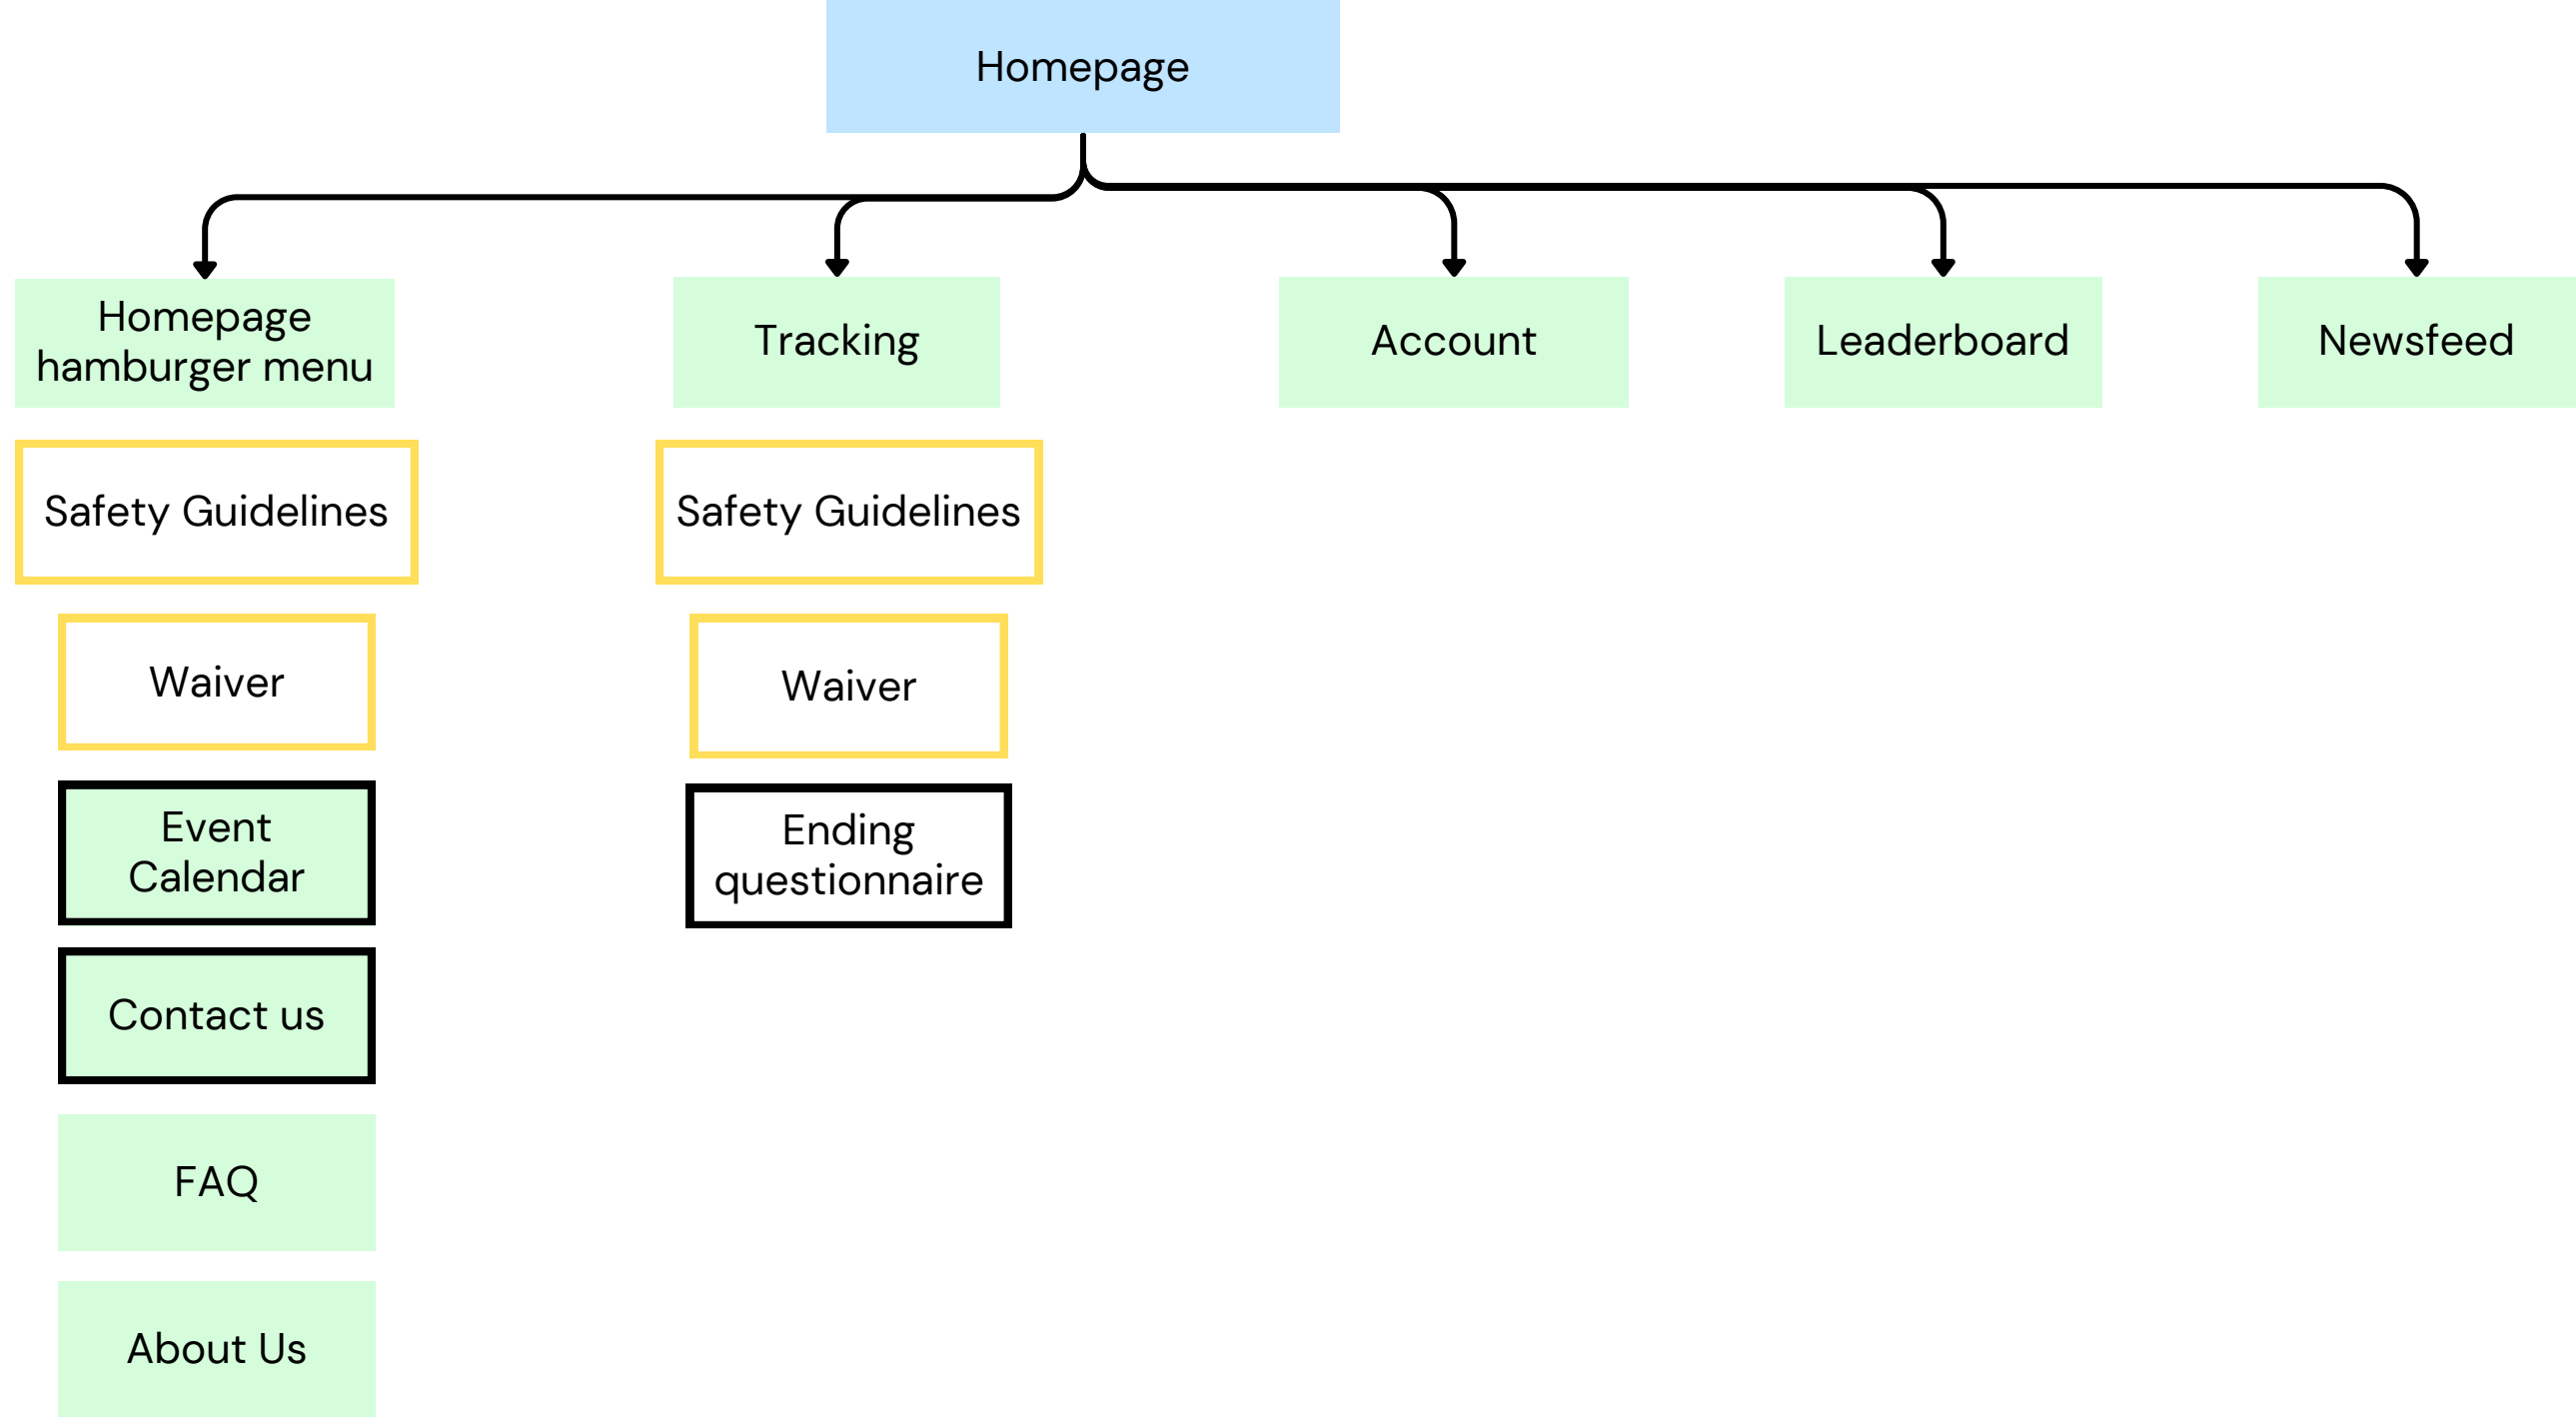 Homepage
Homepage
hamburger menu
Tracking
Account
Leaderboard
Newsfeed
Safety Guidelines
Safety Guidelines
Waiver
Waiver
Event
Calendar
Ending
questionnaire
Contact us
FAQ
About Us